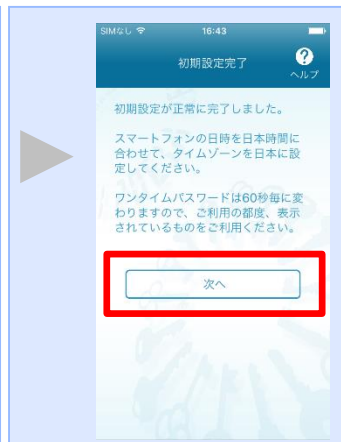 SIMなし 16:43
初期設定完了
?
ヘルプ
初期設定が正常に完了しました。
スマートフォンの日時を日本時間に
合わせて、タイムゾーンを日本に設
定してください。
ワンタイムパスワードは60秒毎に変
わりますので、ご利用の都度、表示
されているものをご利用ください。
次へ